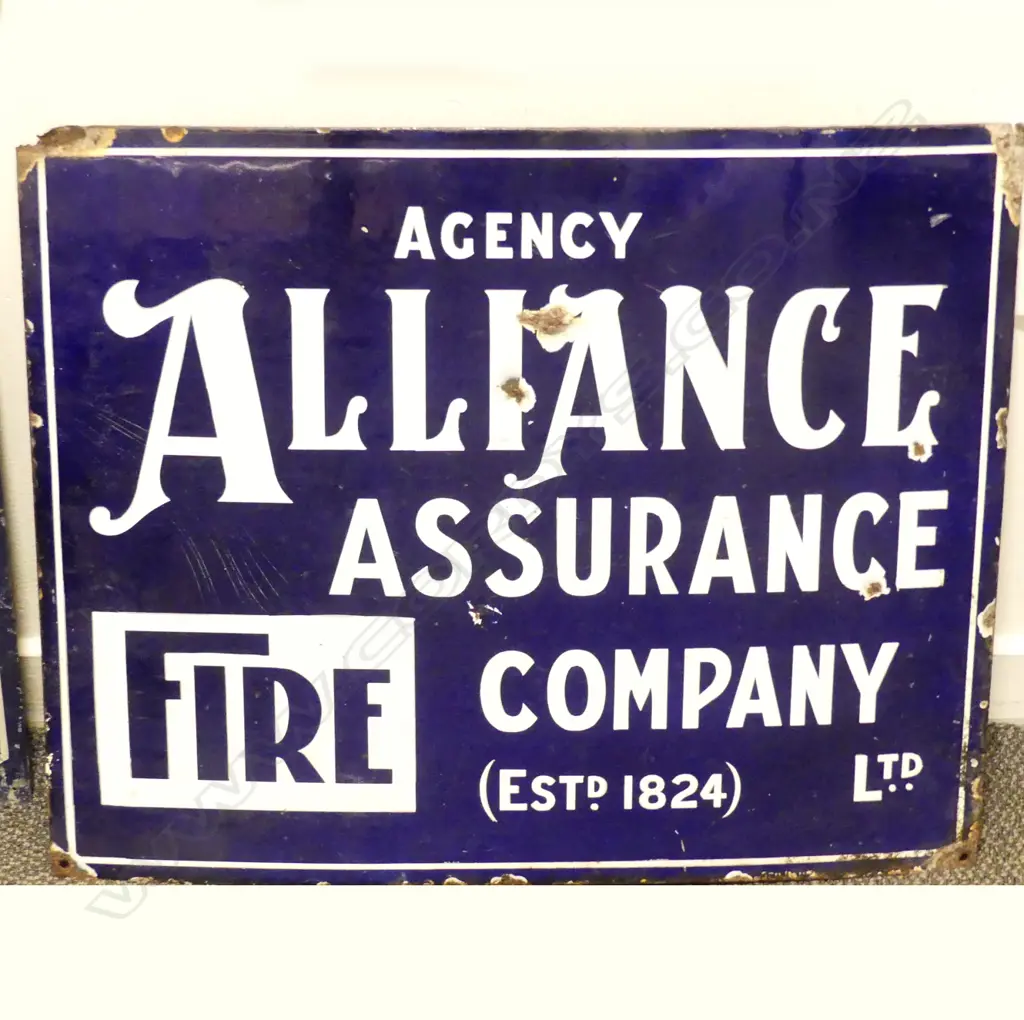 AGENCY
ALLIANCE
ASSURANCE
FIRE
COMPANY
(ESTD. 1824)
LTD..